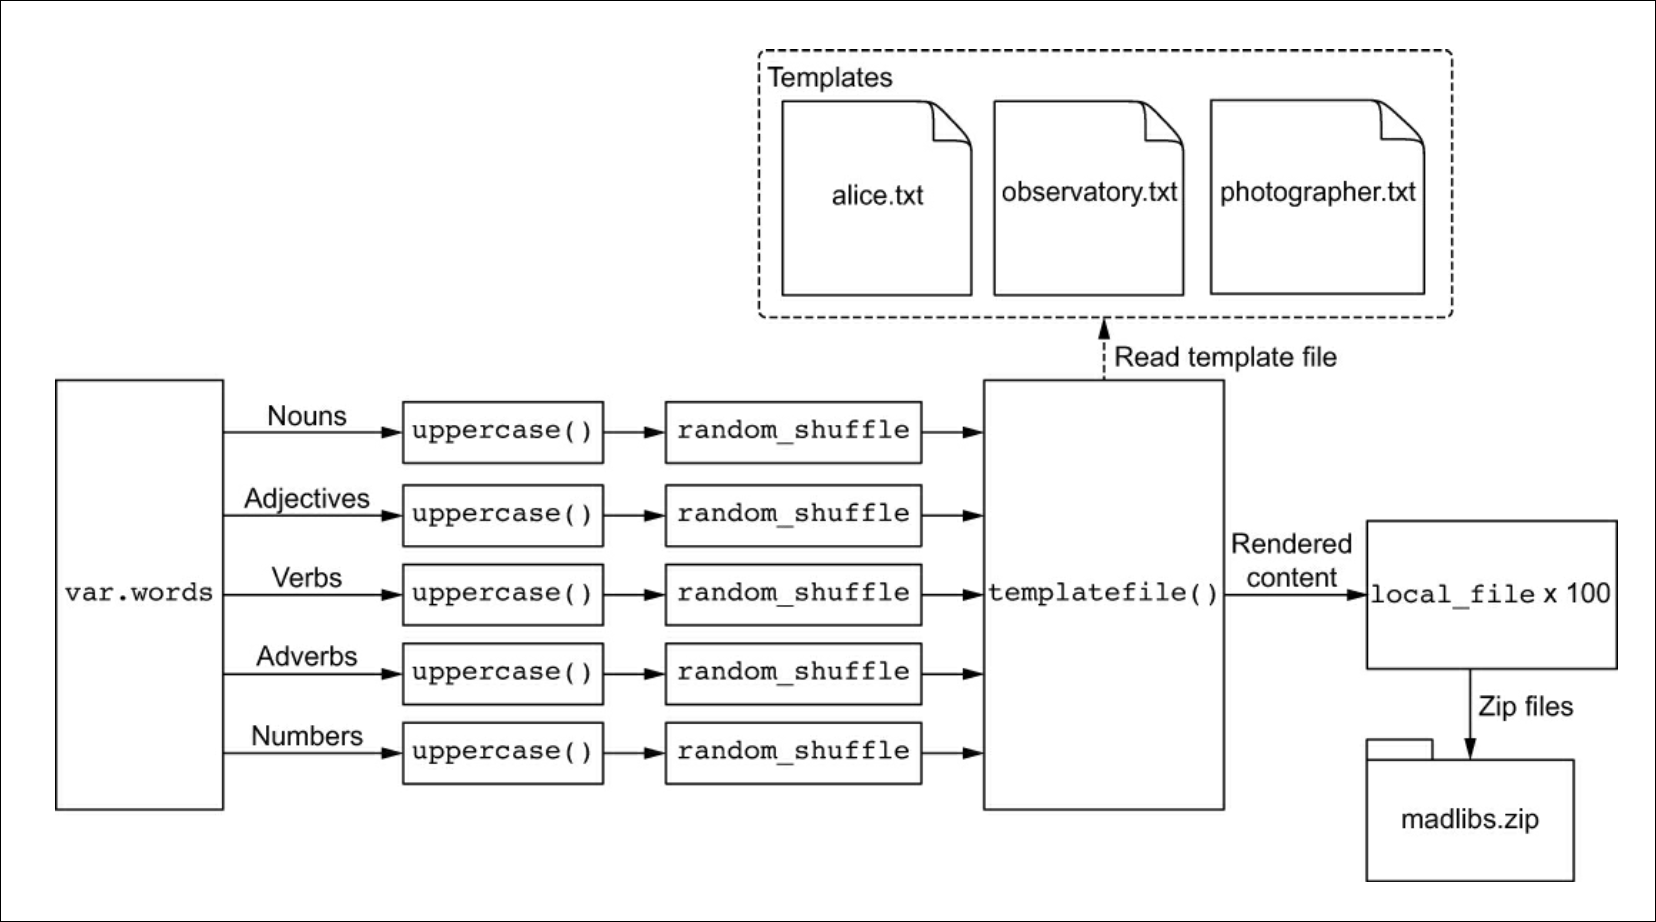 Templates
alice.txt
observatory.txt
photographer.txt
Read template file
Nouns
uppercase()
random_shuffle
Adjectives
uppercase()
random_shuffle
Verbs
uppercase()
random_shuffle
Adverbs
uppercase()
random_shuffle
Numbers
uppercase()
random_shuffle
var.words
templatefile()
Rendered
content
local_file x 100
Zip files
madlibs.zip